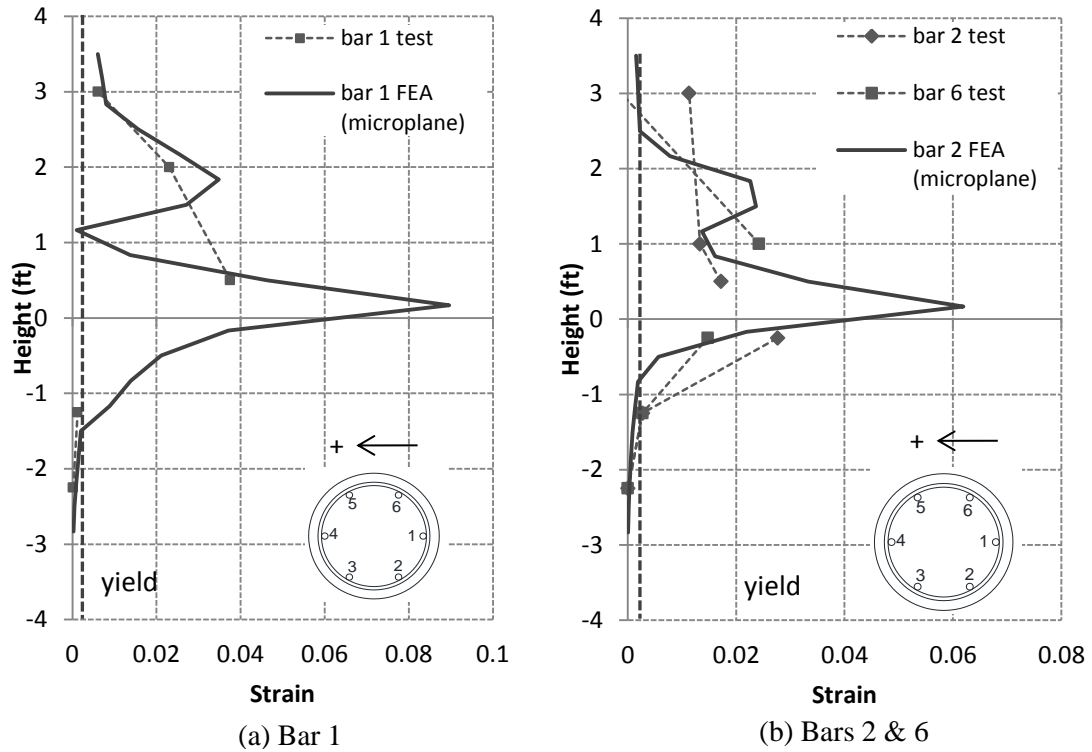 4
3
2
1
0
-1
-2
-3
-4
Height (ft)
bar 1 test
bar 1 FEA
(microplane)
+
5
6
4
1
3
2
yield
0
0.02
0.04
0.06
0.08
0.1
Strain
(a) Bar 1
4
3
2
1
0
-1
-2
-3
-4
Height (ft)
bar 2 test
bar 6 test
bar 2 FEA
(microplane)
+
5
6
4
1
3
2
yield
0
0.02
0.04
0.06
0.08
Strain
(b) Bars 2 & 6